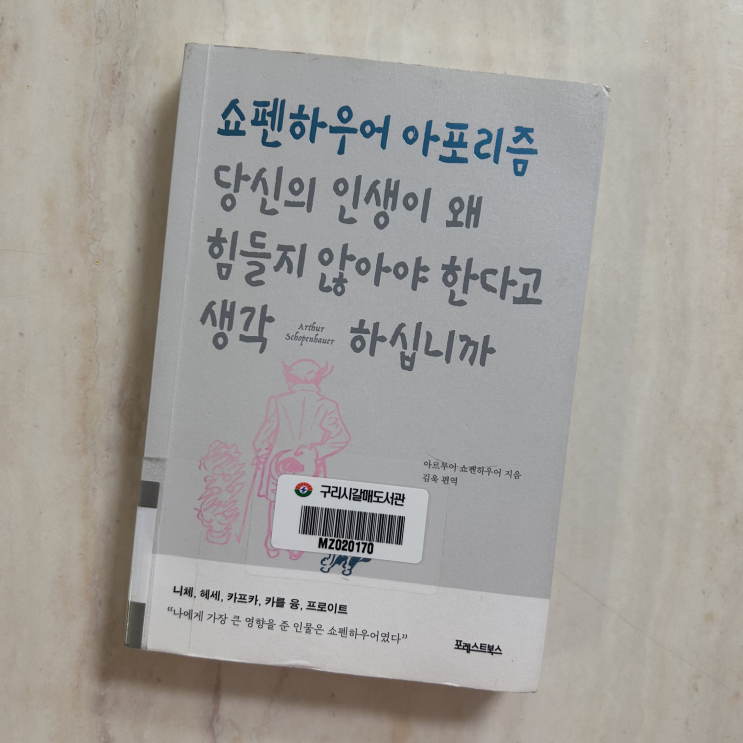 쇼펜하우어 아포리즘
당신의 인생이 왜
힘들지 않아야 한다고
생각
Arthur
Schopenhauer
하십니까
아르투어 쇼펜하우어 지음
김욱 편역
구리시갈매도서관
MZ020170
니체, 헤세, 카프카, 카를 융, 프로이트
“나에게 가장 큰 영향을 준 인물은 쇼펜하우어였다”
포레스트북스